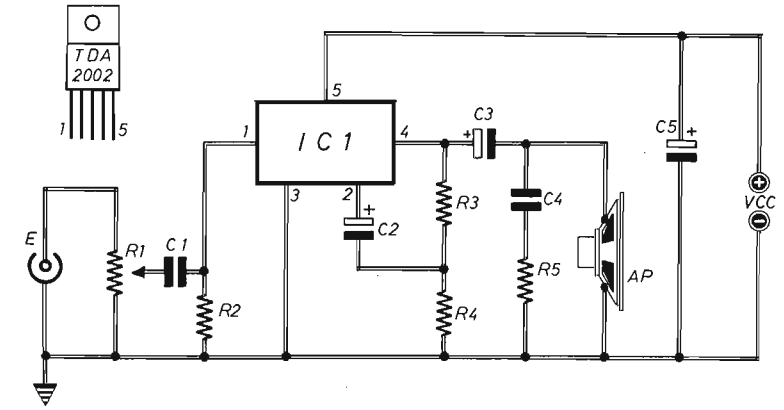 TDA
2002
1 5
5
C3
+
1
IC1
4
C5
+
3
2
+
C2
R3
C4
+
VCC
-
E
R1
C1
R2
R4
R5
AP